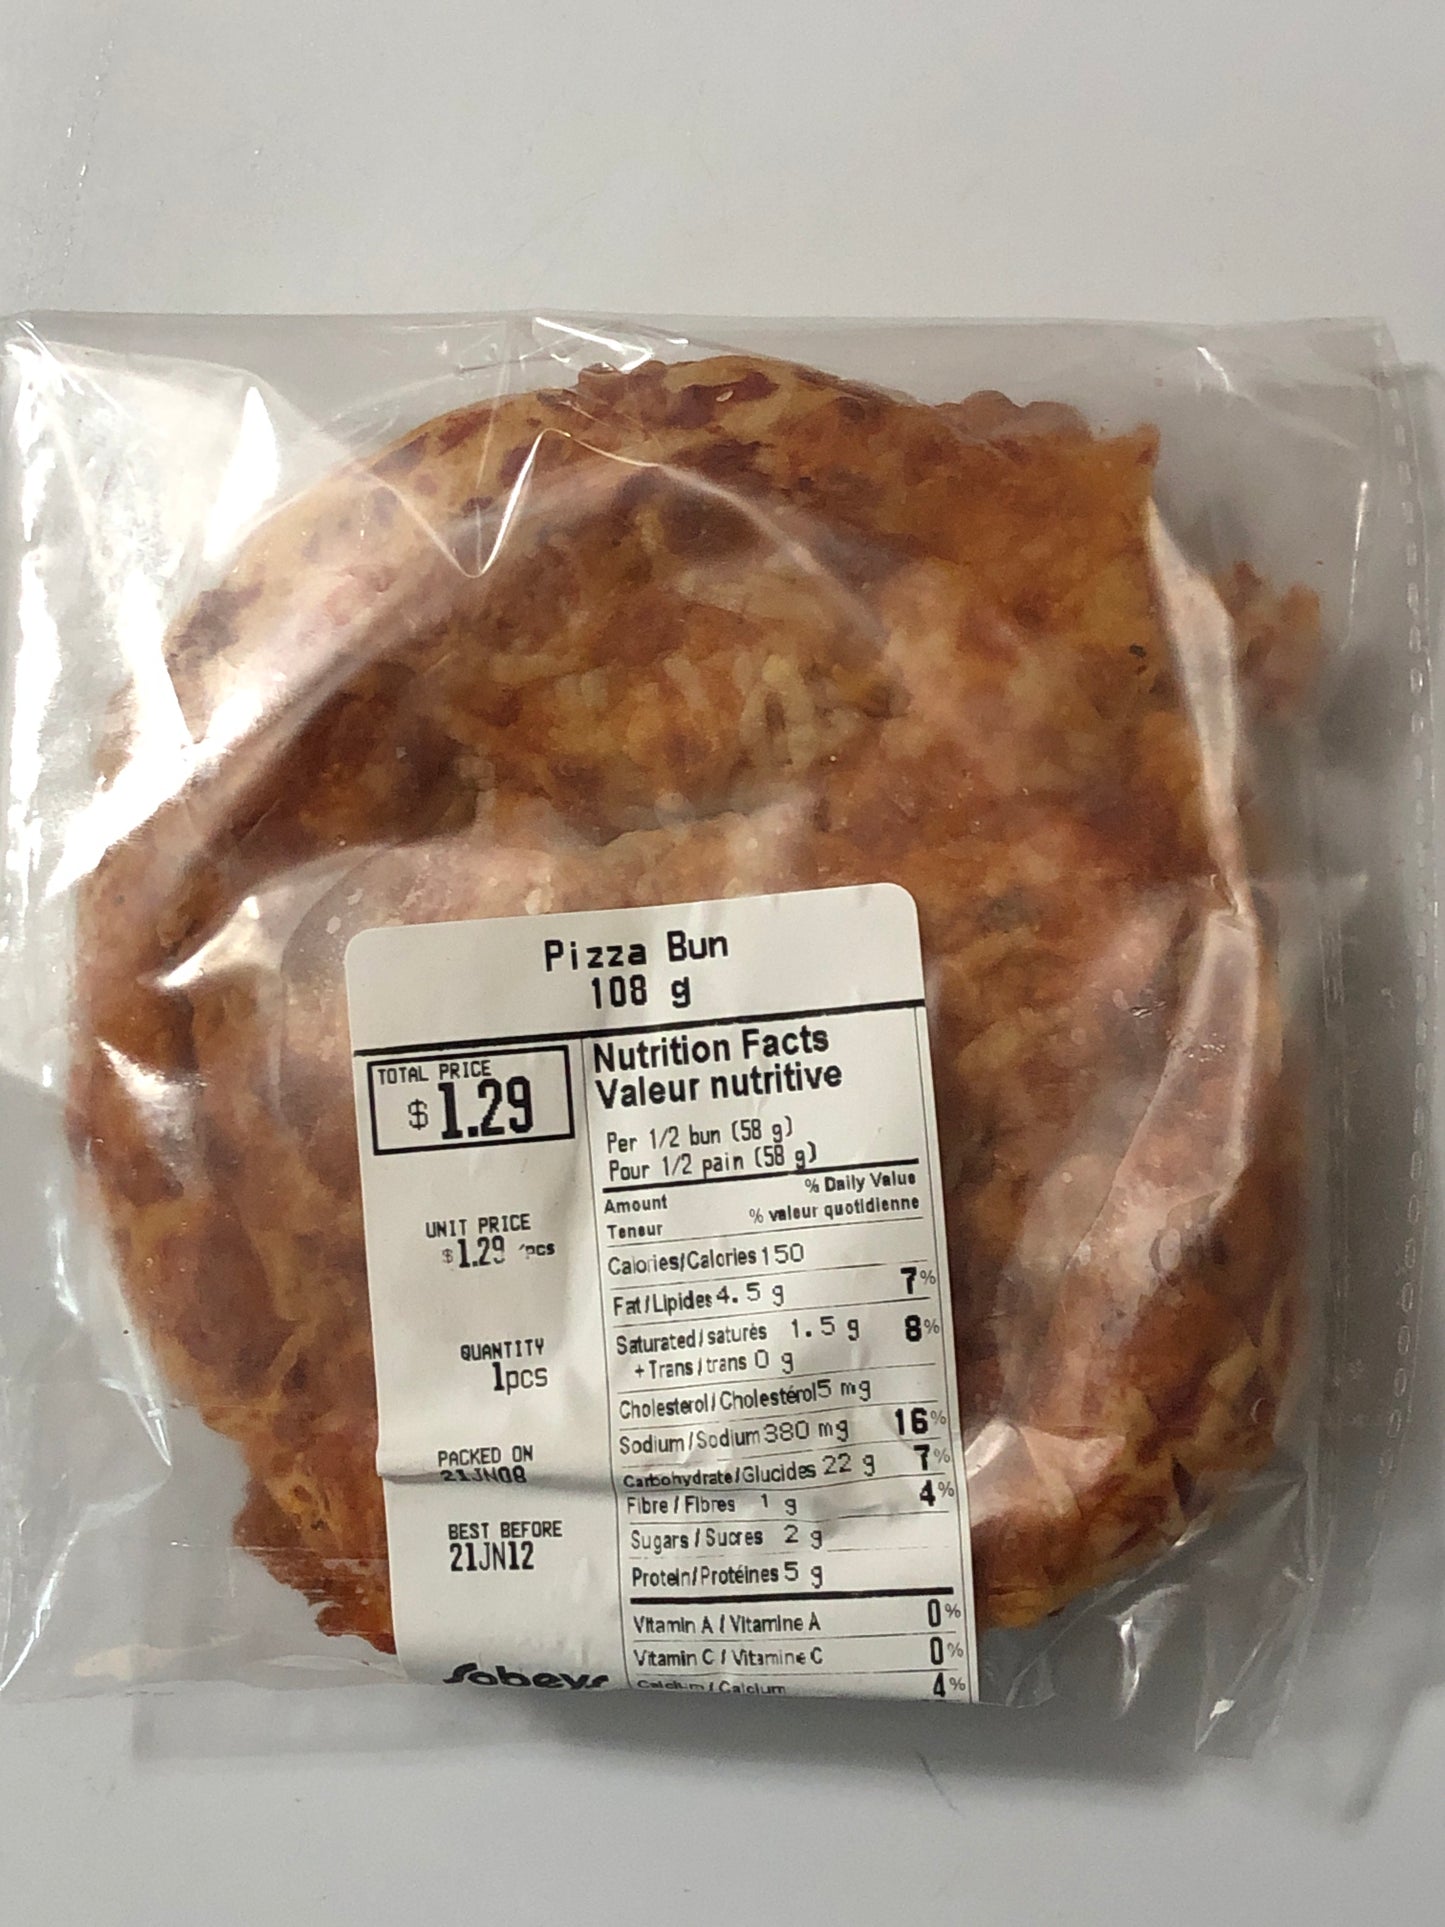 Pizza Bun
108 g
TOTAL PRICE
$1.29
UNIT PRICE
$1.29 /pcs
QUANTITY
1pcs
PACKED ON
21JN08
BEST BEFORE
21JN12
Sobeys
Nutrition Facts
Valeur nutritive
Per 1/2 bun (58 g)
Pour 1/2 pain (58 g)
Amount % Daily Value
Teneur % valeur quotidienne
Calories/Calories 150
Fat/Lipides 4.5 g 7%
Saturated/saturés 1.5 g 8%
+Trans/trans 0 g
Cholesterol/Cholestérol 5 mg
Sodium/Sodium 380 mg 16%
Carbohydrate/Glucides 22 g 7%
Fibre/Fibres 1 g 4%
Sugars/Sucres 2 g
Protein/Protéines 5 g
Vitamin A/Vitamine A 0%
Vitamin C/Vitamine C 0%
Calcium/Calcium 4%